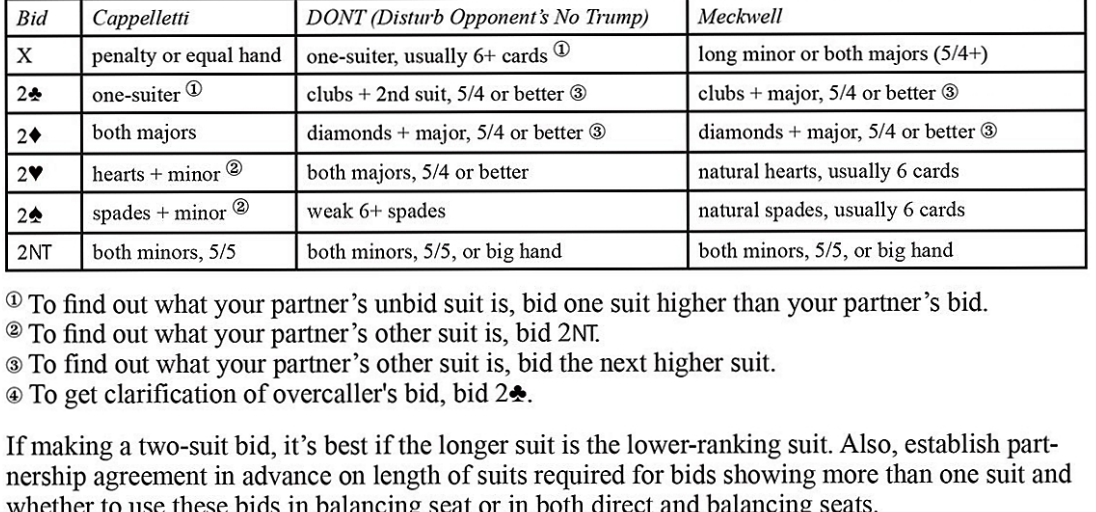 Bid Cappelletti DONT (Disturb Opponent's No Trump) Meckwell
X penalty or equal hand one-suiter, usually 6+ cards ① long minor or both majors (5/4+)
2♣ one-suiter ① clubs + 2nd suit, 5/4 or better ③ clubs + major, 5/4 or better ③
2♦ both majors diamonds + major, 5/4 or better ③ diamonds + major, 5/4 or better ③
2♥ hearts + minor ② both majors, 5/4 or better natural hearts, usually 6 cards
2♠ spades + minor ② weak 6+ spades natural spades, usually 6 cards
2NT both minors, 5/5 both minors, 5/5, or big hand both minors, 5/5, or big hand
① To find out what your partner's unbid suit is, bid one suit higher than your partner's bid.
② To find out what your partner's other suit is, bid 2NT.
③ To find out what your partner's other suit is, bid the next higher suit.
④ To get clarification of overcaller's bid, bid 2♣.
If making a two-suit bid, it's best if the longer suit is the lower-ranking suit. Also, establish part-
nership agreement in advance on length of suits required for bids showing more than one suit and
whether to use these bids in balancing seat or in both direct and balancing seats.